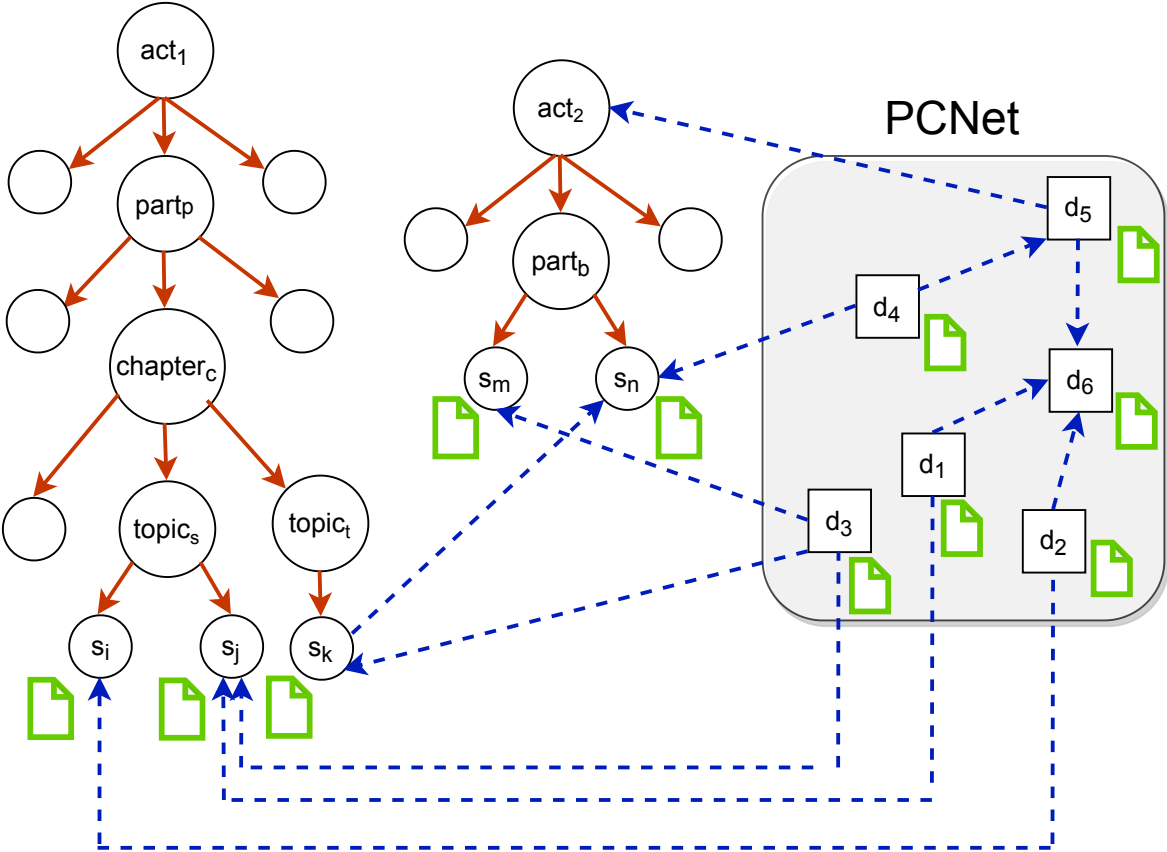 act1
act2
PCNet
partp
d5
partb
d4
chapterc
sm
sn
d6
d1
topics
topict
d3
d2
si
sj
sk